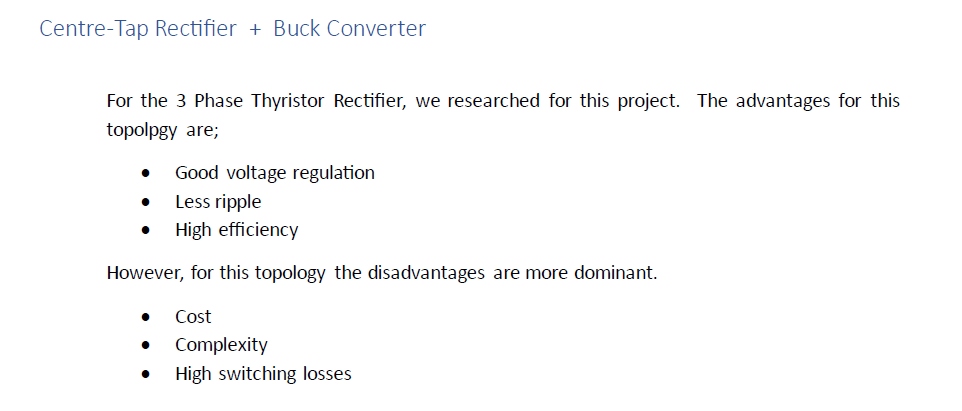 Centre-Tap Rectifier + Buck Converter
For the 3 Phase Thyristor Rectifier, we researched for this project. The advantages for this
topolpgy are;
• Good voltage regulation
• Less ripple
• High efficiency
However, for this topology the disadvantages are more dominant.
• Cost
• Complexity
• High switching losses